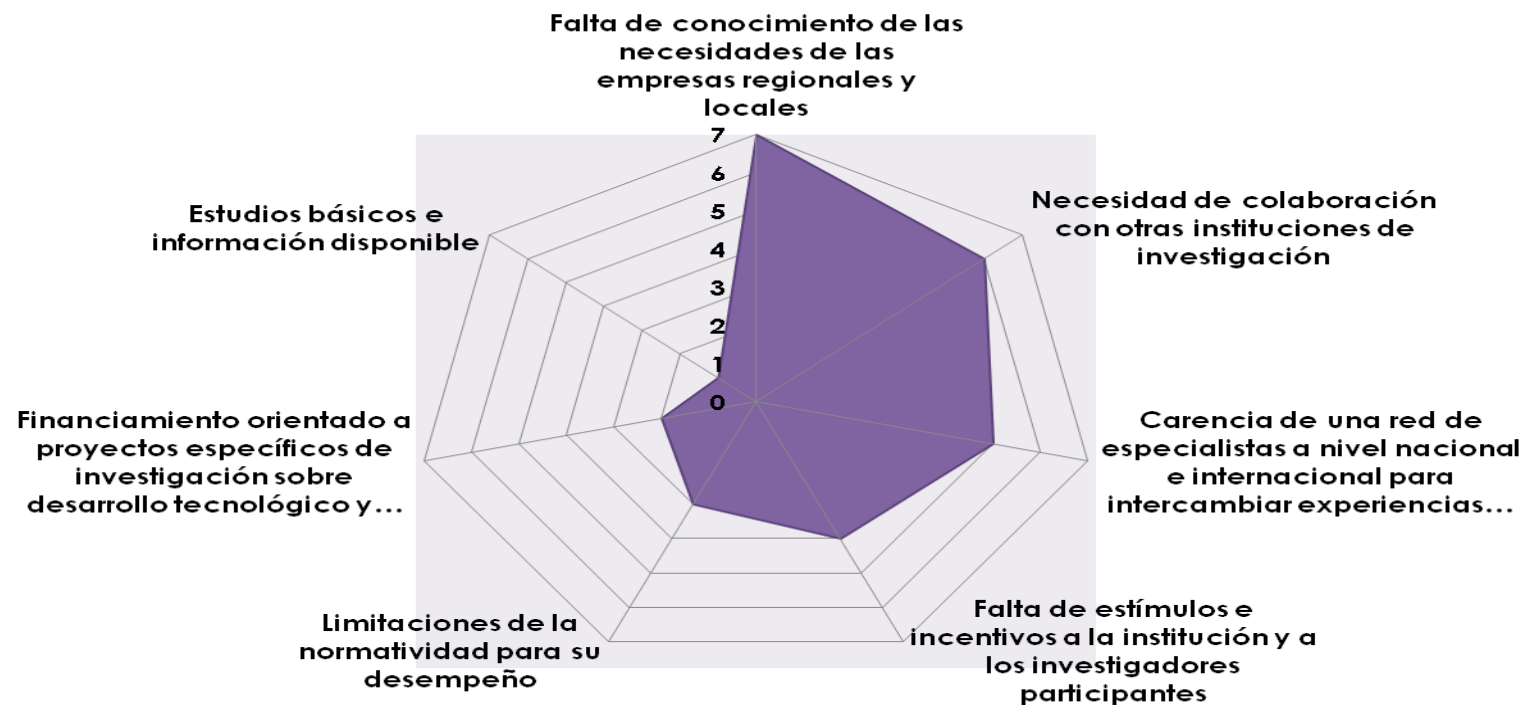 Falta de conocimiento de las
necesidades de las
empresas regionales y
locales
7
6
5
4
3
2
1
0
Necesidad de colaboración
con otras instituciones de
investigación
Carencia de una red de
especialistas a nivel nacional
e internacional para
intercambiar experiencias...
Falta de estímulos e
incentivos a la institución y a
los investigadores
participantes
Limitaciones de la
normatividad para su
desempeño
Financiamiento orientado a
proyectos específicos de
investigación sobre
desarrollo tecnológico y...
Estudios básicos e
información disponible